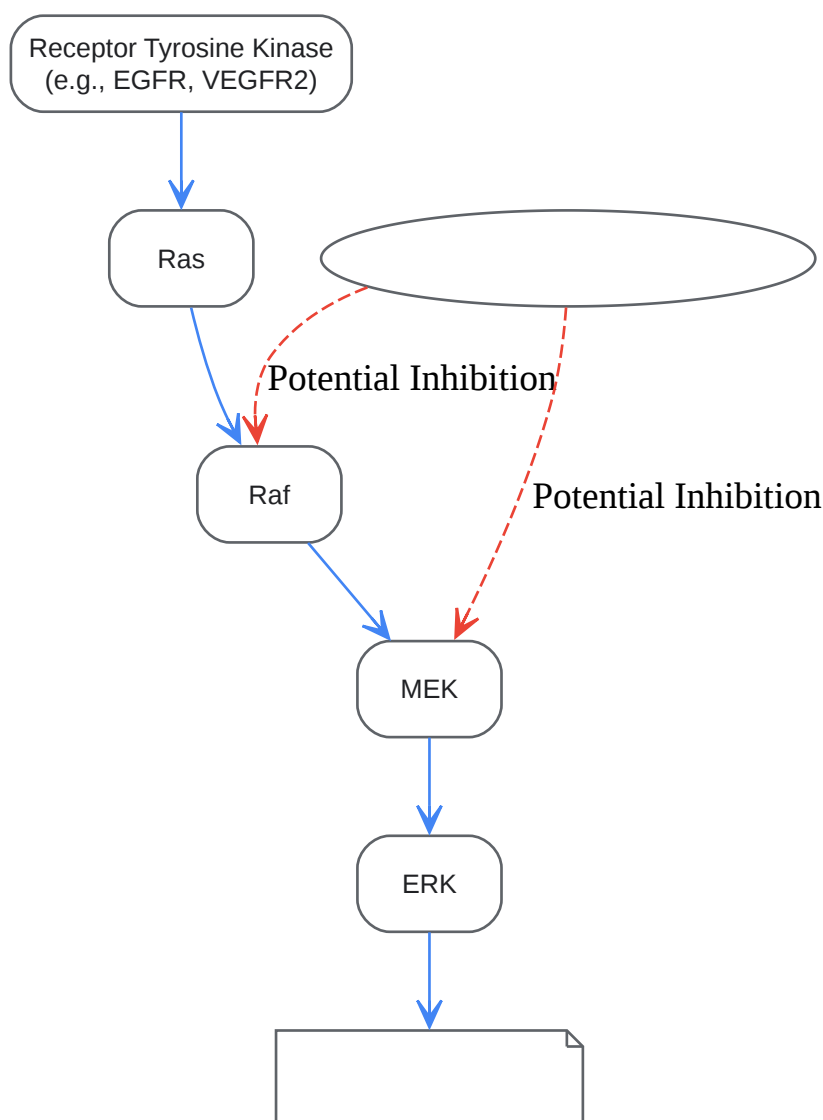 Receptor Tyrosine Kinase
(e.g., EGFR, VEGFR2)
Ras
Potential Inhibition
Raf
Potential Inhibition
MEK
ERK